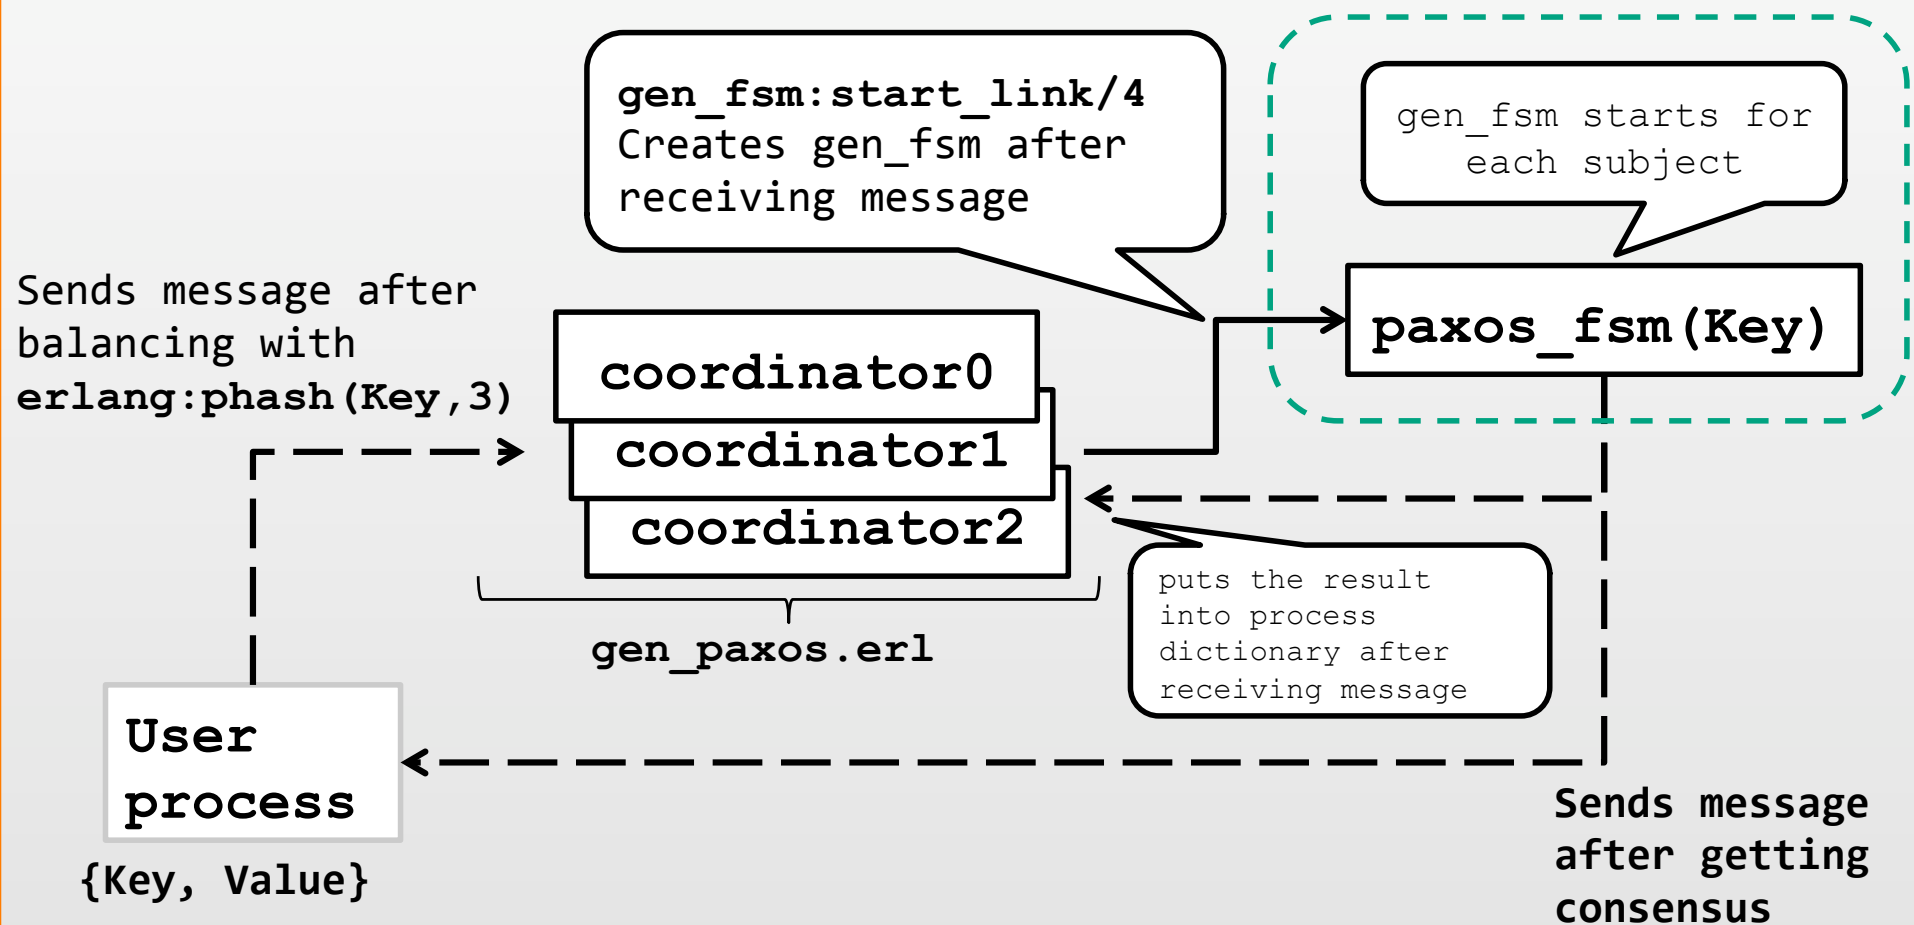 gen_fsm:start_link/4
Creates gen_fsm after
receiving message
gen_fsm starts for
each subject
Sends message after
balancing with
erlang:phash(Key,3)
paxos_fsm(Key)
coordinator0
coordinator1
coordinator2
puts the result
into process
dictionary after
receiving message
gen_paxos.erl
User
process
{Key, Value}
Sends message
after getting
consensus